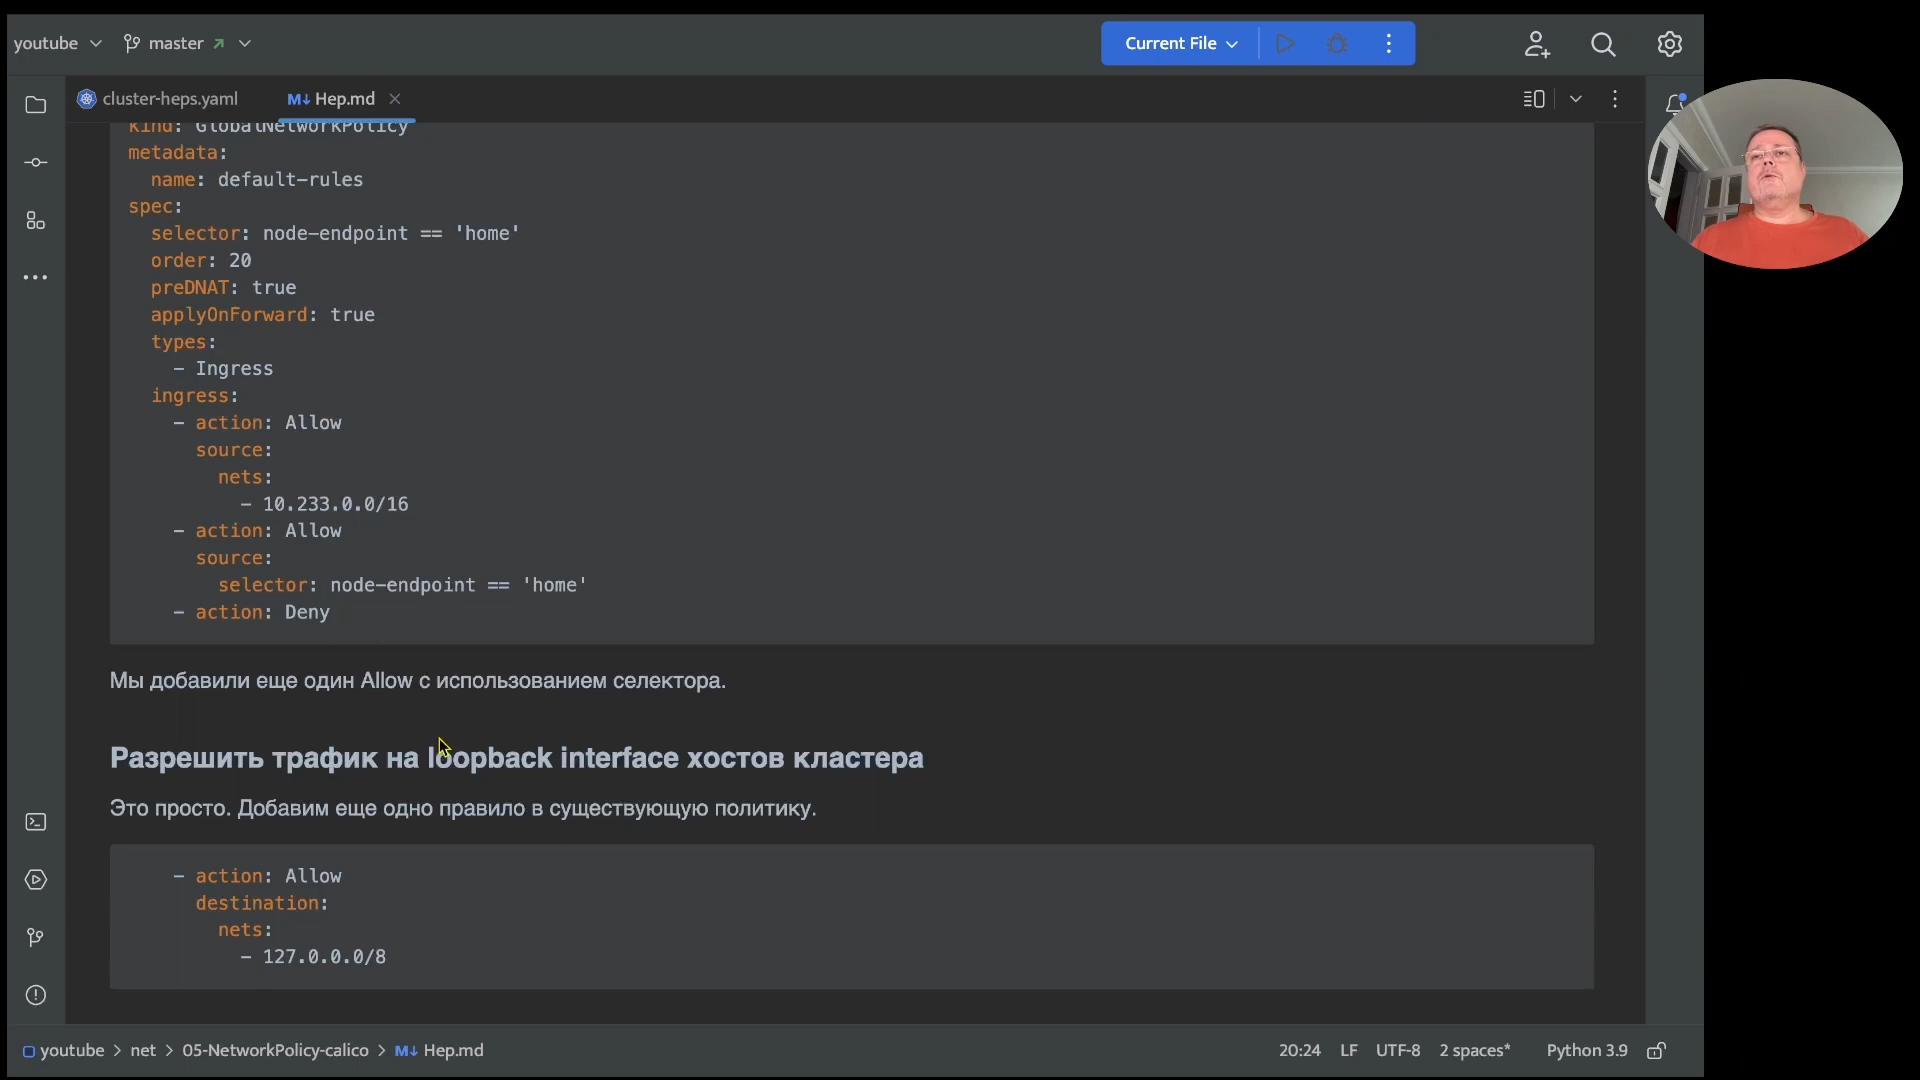 youtube
master
Current File
cluster-heps.yaml
M↓ Hep.md
kind: GlobalNetworkPolicy
metadata:
  name: default-rules
spec:
  selector: node-endpoint == 'home'
  order: 20
  preDNAT: true
  applyOnForward: true
  types:
    - Ingress
  ingress:
    - action: Allow
      source:
        nets:
          - 10.233.0.0/16
    - action: Allow
      source:
        selector: node-endpoint == 'home'
    - action: Deny
Мы добавили еще один Allow с использованием селектора.
Разрешить трафик на loopback interface хостов кластера
Это просто. Добавим еще одно правило в существующую политику.
    - action: Allow
      destination:
        nets:
          - 127.0.0.0/8
youtube > net > 05-NetworkPolicy-calico > M↓ Hep.md
20:24 LF UTF-8 2 spaces* Python 3.9